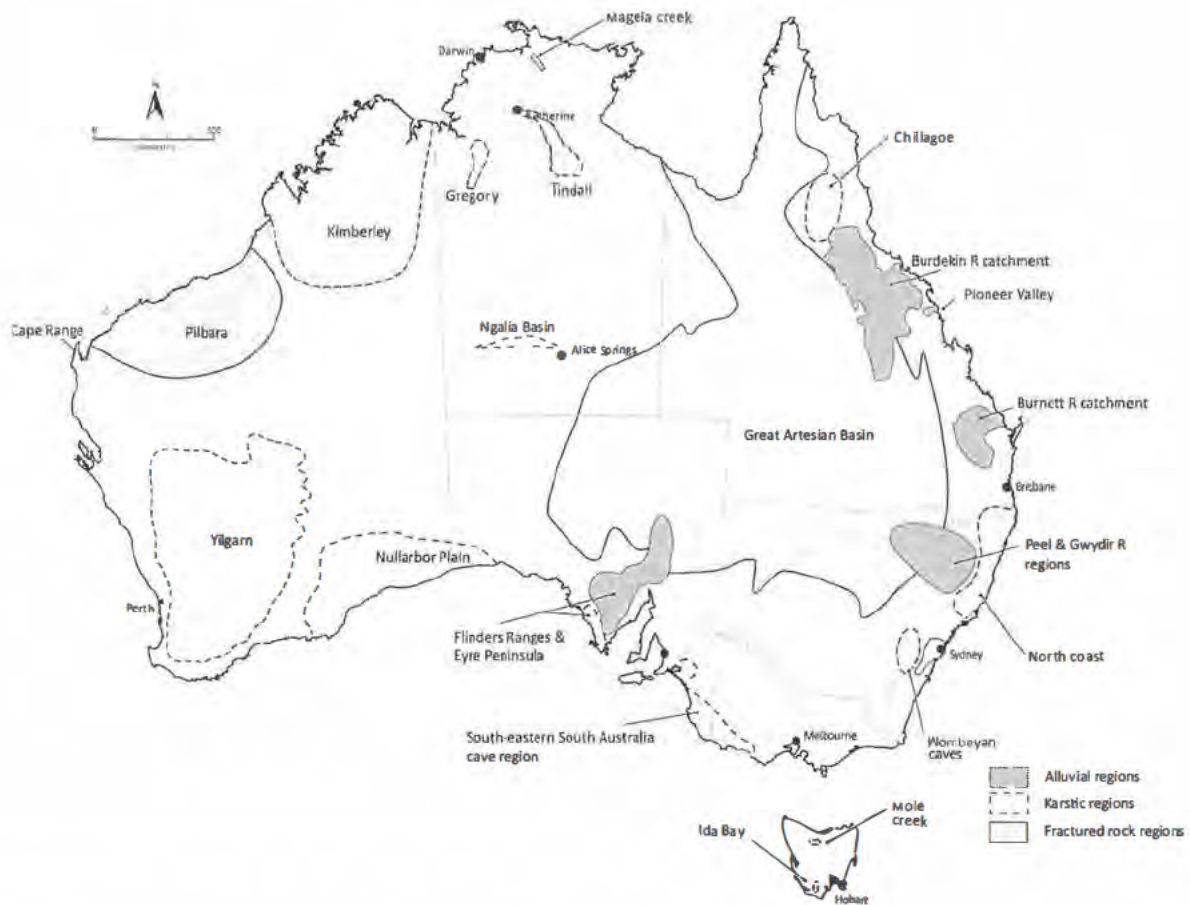 Magela creek
Darwin
Katherine
Chillagoe
Gregory
Tindall
Kimberley
Burdekin R catchment
Pioneer Valley
Cape Range
Pilbara
Ngalia Basin
Alice Springs
Burnett R catchment
Great Artesian Basin
Brisbane
Yilgarn
Nullarbor Plain
Peel & Gwydir R
regions
Perth
Flinders Ranges &
Eyre Peninsula
Sydney
North coast
South-eastern South Australia
cave region
Melbourne
Wombeyan
caves
Alluvial regions
Karstic regions
Fractured rock regions
Mole
creek
Ida Bay
Hobart